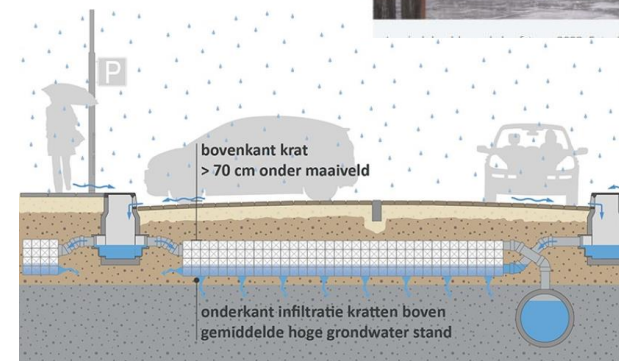 P
bovenkant krat
> 70 cm onder maaiveld
onderkant infiltratie kratten boven
gemiddelde hoge grondwater stand